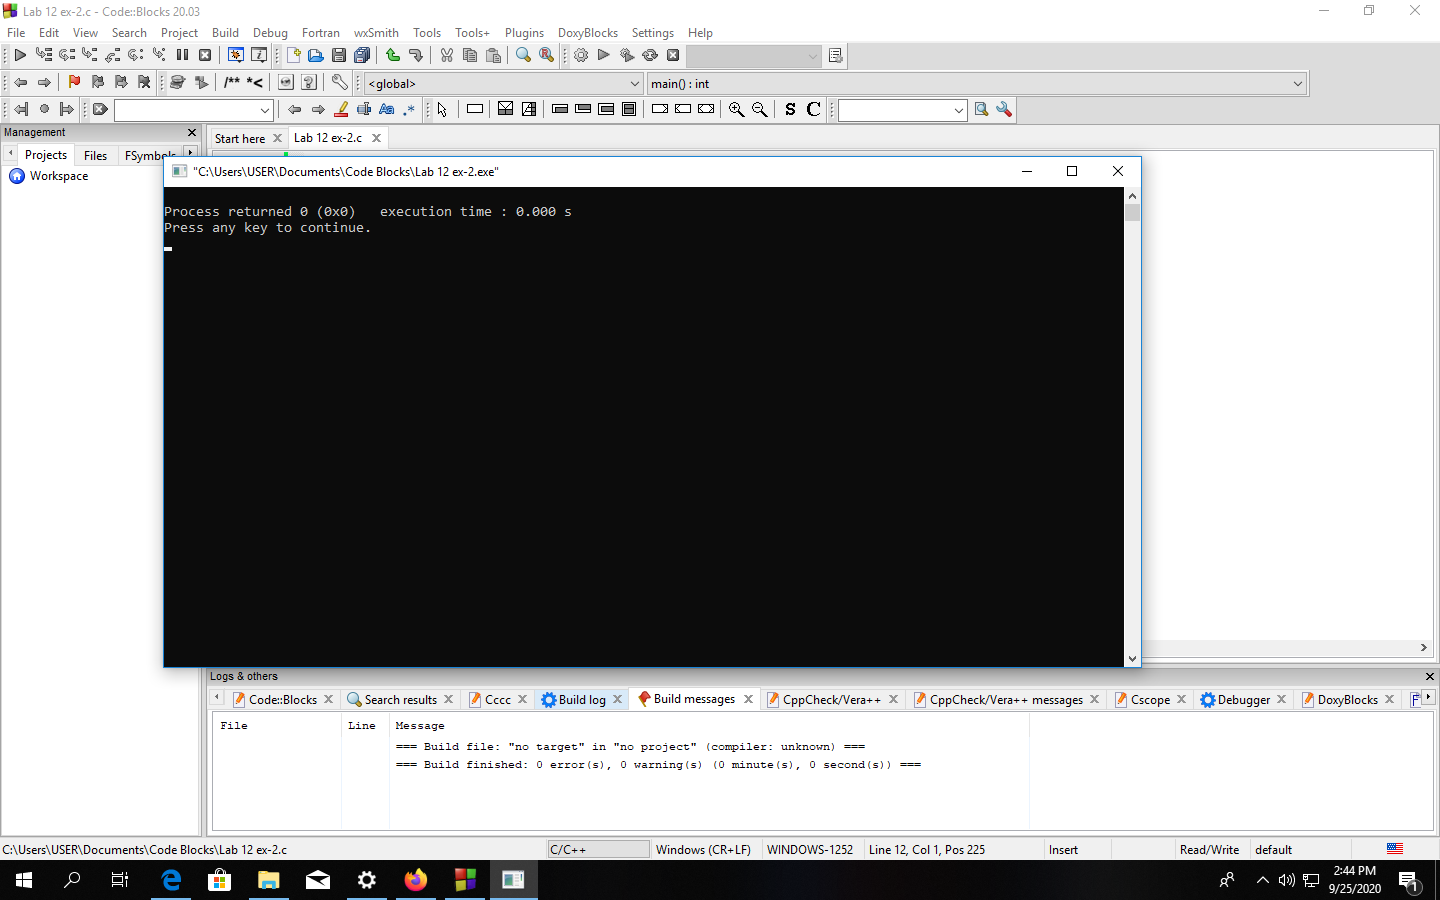 Lab 12 ex-2.c - Code::Blocks 20.03
File Edit View Search Project Build Debug Fortran wxSmith Tools Tools+ Plugins DoxyBlocks Settings Help
/** *<
<global> main() : int
Aa .* S C
Management
Projects Files FSymbols
Workspace
Start here Lab 12 ex-2.c
"C:\Users\USER\Documents\Code Blocks\Lab 12 ex-2.exe"
Process returned 0 (0x0) execution time : 0.000 s
Press any key to continue.
Logs & others
Code::Blocks Search results Cccc Build log Build messages CppCheck/Vera++ CppCheck/Vera++ messages Cscope Debugger DoxyBlocks F
File Line Message
=== Build file: "no target" in "no project" (compiler: unknown) ===
=== Build finished: 0 error(s), 0 warning(s) (0 minute(s), 0 second(s)) ===
C:\Users\USER\Documents\Code Blocks\Lab 12 ex-2.c C/C++ Windows (CR+LF) WINDOWS-1252 Line 12, Col 1, Pos 225 Insert Read/Write default
2:44 PM
9/25/2020
1